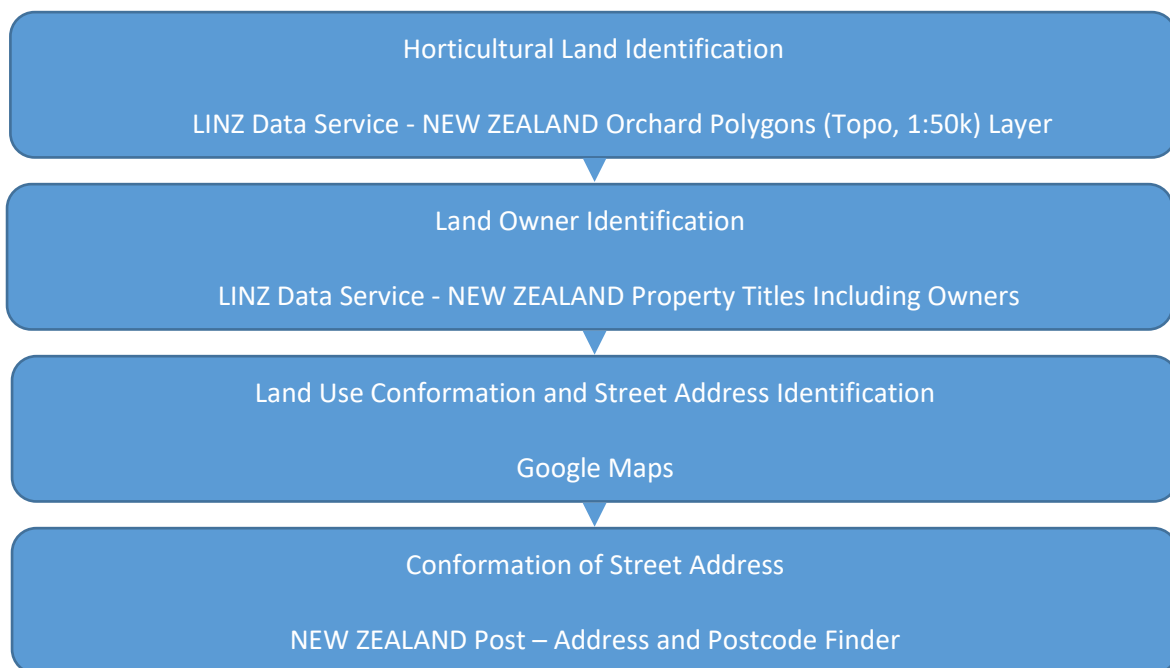 Horticultural Land Identification
LINZ Data Service - NEW ZEALAND Orchard Polygons (Topo, 1:50k) Layer
Land Owner Identification
LINZ Data Service - NEW ZEALAND Property Titles Including Owners
Land Use Conformation and Street Address Identification
Google Maps
Conformation of Street Address
NEW ZEALAND Post – Address and Postcode Finder